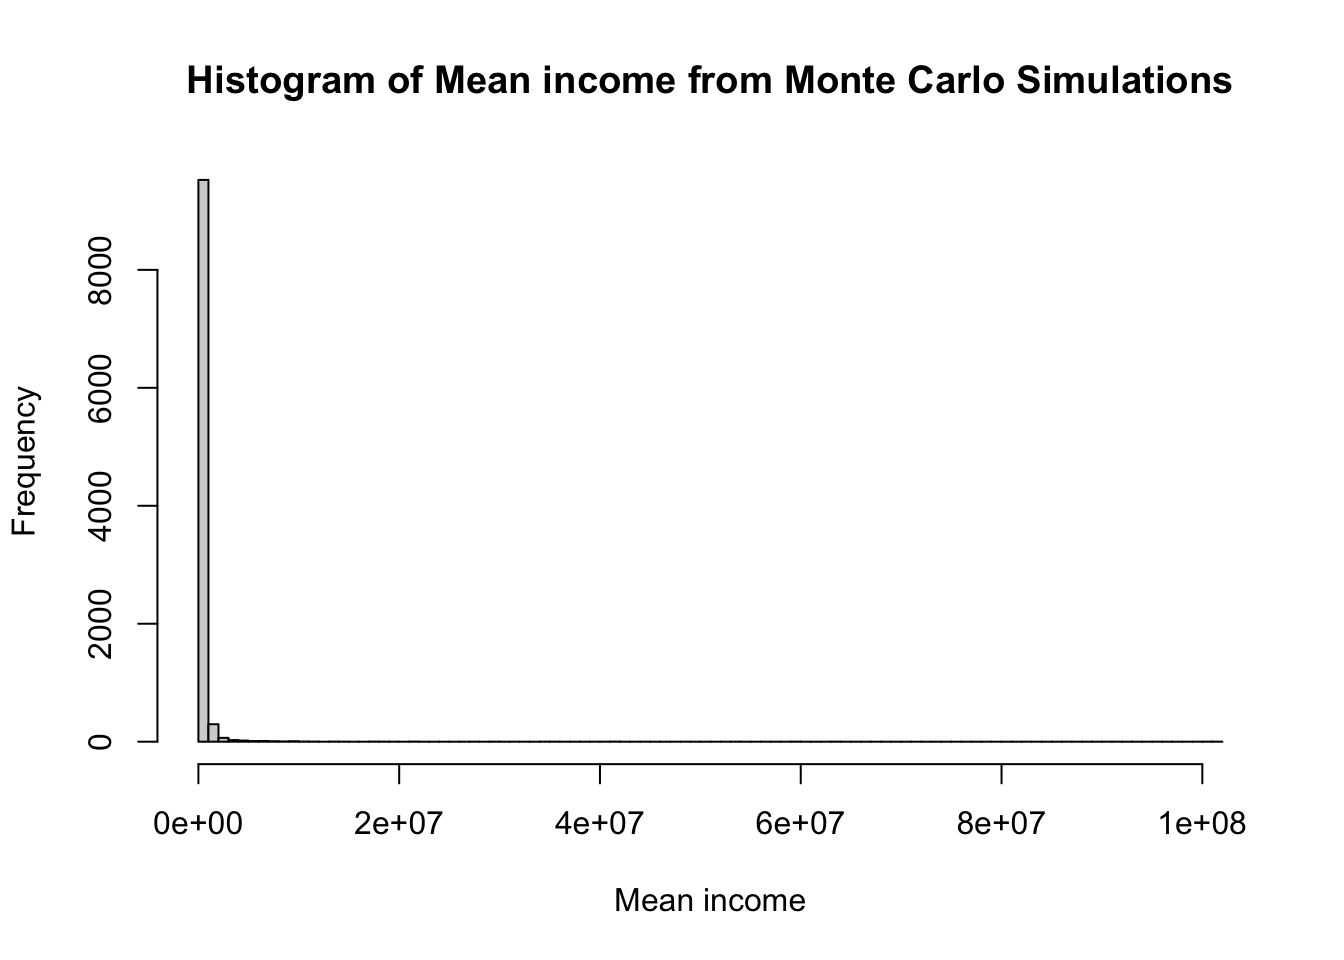 Histogram of Mean income from Monte Carlo Simulations
Frequency
8000
6000
4000
2000
0
0e+00 2e+07 4e+07 6e+07 8e+07 1e+08
Mean income